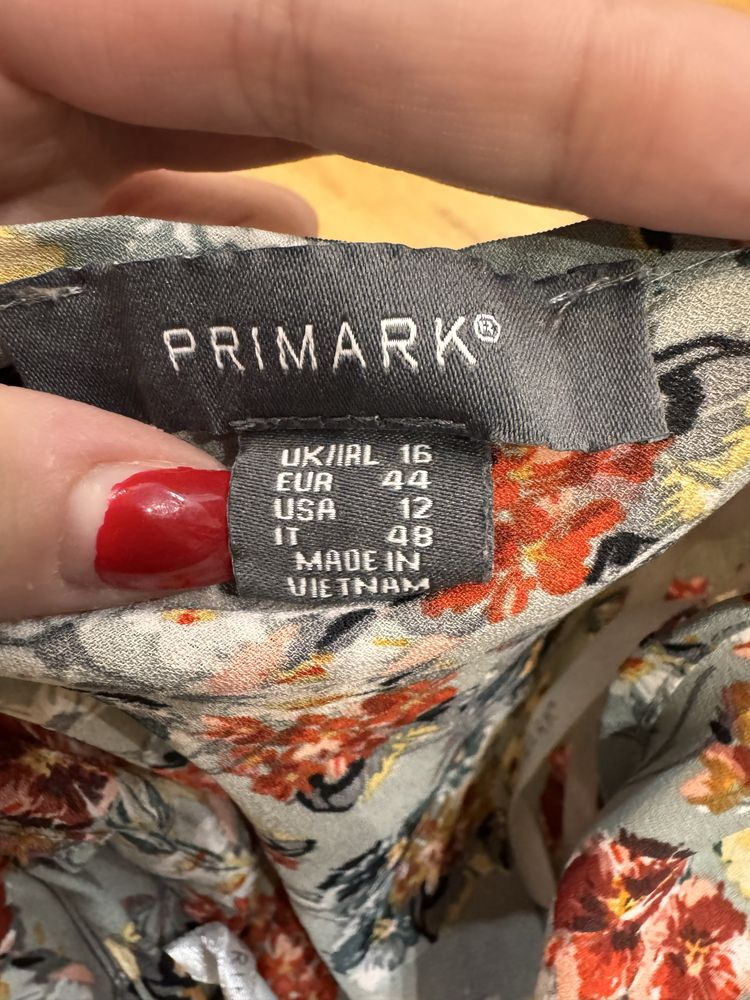 PRIMARK®
UK/IRL 16
EUR 44
USA 12
IT 48
MADE IN
VIETNAM